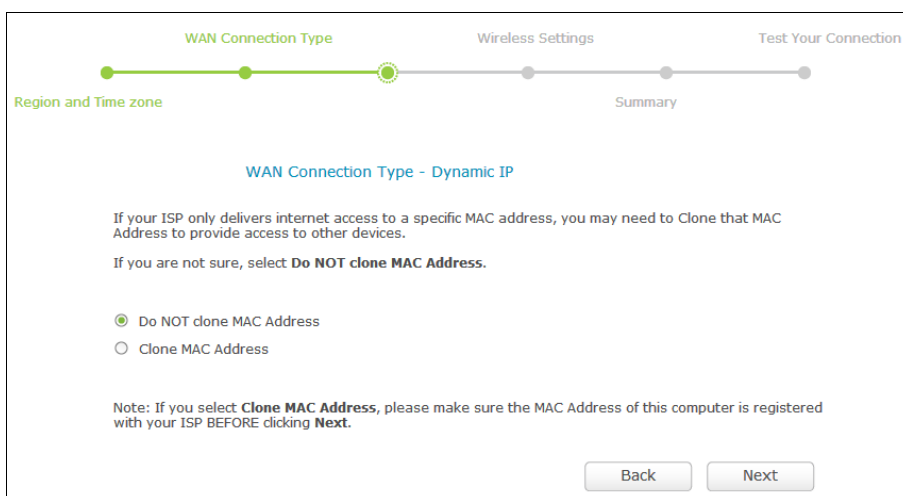 WAN Connection Type
Wireless Settings
Test Your Connection
Region and Time zone
Summary
WAN Connection Type - Dynamic IP
If your ISP only delivers internet access to a specific MAC address, you may need to Clone that MAC
Address to provide access to other devices.
If you are not sure, select Do NOT clone MAC Address.
Do NOT clone MAC Address
Clone MAC Address
Note: If you select Clone MAC Address, please make sure the MAC Address of this computer is registered
with your ISP BEFORE clicking Next.
Back
Next